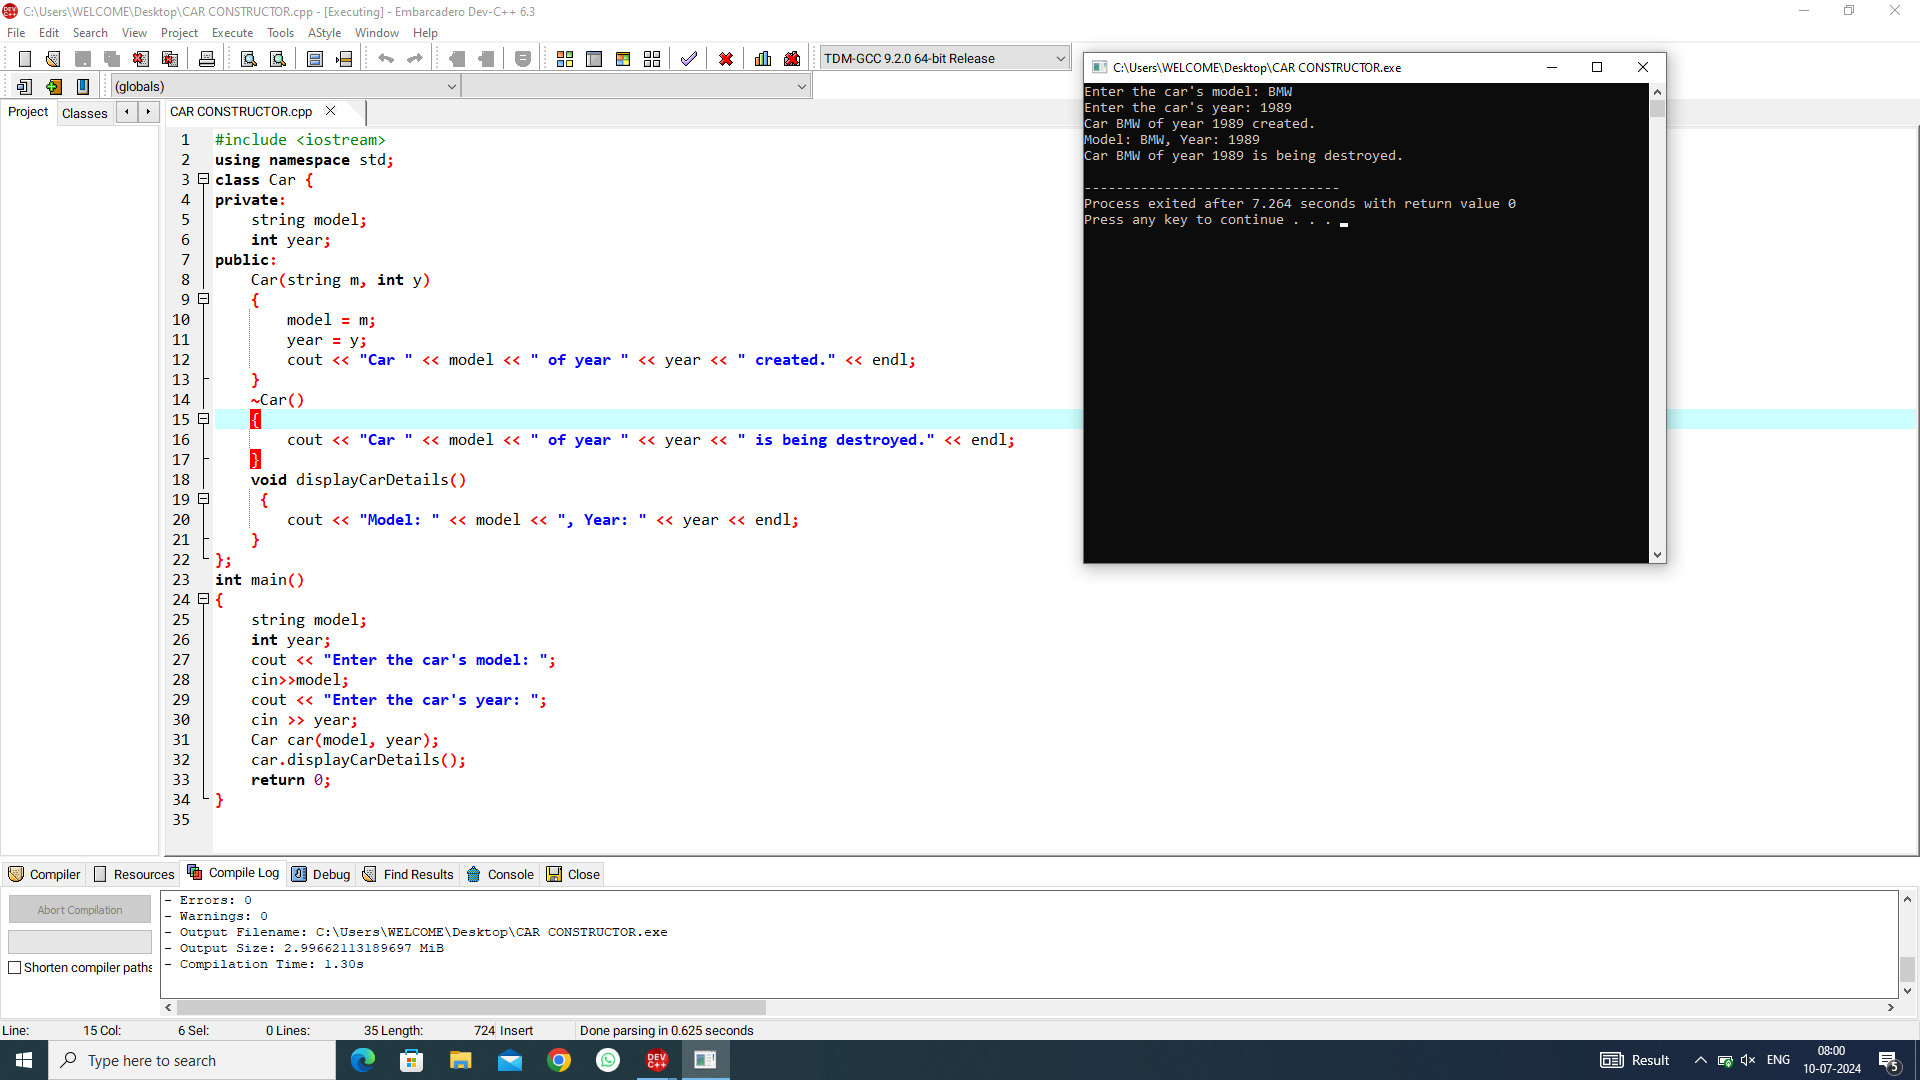 C:\Users\WELCOME\Desktop\CAR CONSTRUCTOR.cpp - [Executing] - Embarcadero Dev-C++ 6.3
File Edit Search View Project Execute Tools AStyle Window Help
TDM-GCC 9.2.0 64-bit Release
(globals)
Project Classes
CAR CONSTRUCTOR.cpp
1 #include <iostream>
2 using namespace std;
3 class Car {
4 private:
5 string model;
6 int year;
7 public:
8 Car(string m, int y)
9 {
10 model = m;
11 year = y;
12 cout << "Car " << model << " of year " << year << " created." << endl;
13 }
14 ~Car()
15 {
16 cout << "Car " << model << " of year " << year << " is being destroyed." << endl;
17 }
18 void displayCarDetails()
19 {
20 cout << "Model: " << model << ", Year: " << year << endl;
21 }
22 };
23 int main()
24 {
25 string model;
26 int year;
27 cout << "Enter the car's model: ";
28 cin>>model;
29 cout << "Enter the car's year: ";
30 cin >> year;
31 Car car(model, year);
32 car.displayCarDetails();
33 return 0;
34 }
35
C:\Users\WELCOME\Desktop\CAR CONSTRUCTOR.exe
Enter the car's model: BMW
Enter the car's year: 1989
Car BMW of year 1989 created.
Model: BMW, Year: 1989
Car BMW of year 1989 is being destroyed.
--------------------------------
Process exited after 7.264 seconds with return value 0
Press any key to continue . . .
Compiler Resources Compile Log Debug Find Results Console Close
Abort Compilation
Shorten compiler paths
- Errors: 0
- Warnings: 0
- Output Filename: C:\Users\WELCOME\Desktop\CAR CONSTRUCTOR.exe
- Output Size: 2.99662113189697 MiB
- Compilation Time: 1.30s
Line: 15 Col: 6 Sel: 0 Lines: 35 Length: 724 Insert Done parsing in 0.625 seconds
Type here to search
DEV C++
Result
ENG
08:00
10-07-2024
5